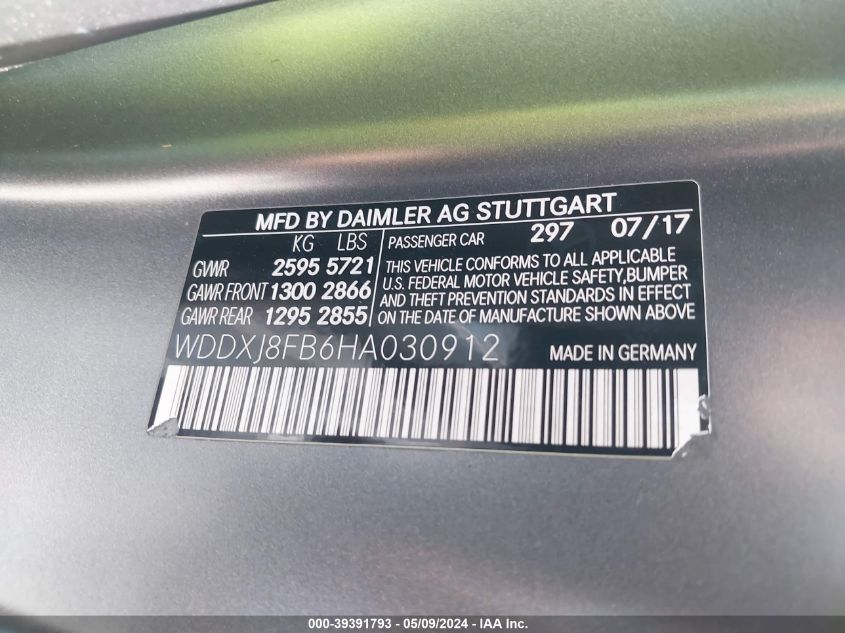 MFD BY DAIMLER AG STUTTGART
KG LBS
GVWR 2595 5721
GAWR FRONT 1300 2866
GAWR REAR 1295 2855
PASSENGER CAR 297 07/17
THIS VEHICLE CONFORMS TO ALL APPLICABLE
U.S. FEDERAL MOTOR VEHICLE SAFETY,BUMPER
AND THEFT PREVENTION STANDARDS IN EFFECT
ON THE DATE OF MANUFACTURE SHOWN ABOVE
WDDXJ8FB6HA030912 MADE IN GERMANY
000-39391793 - 05/09/2024 - IAA Inc.